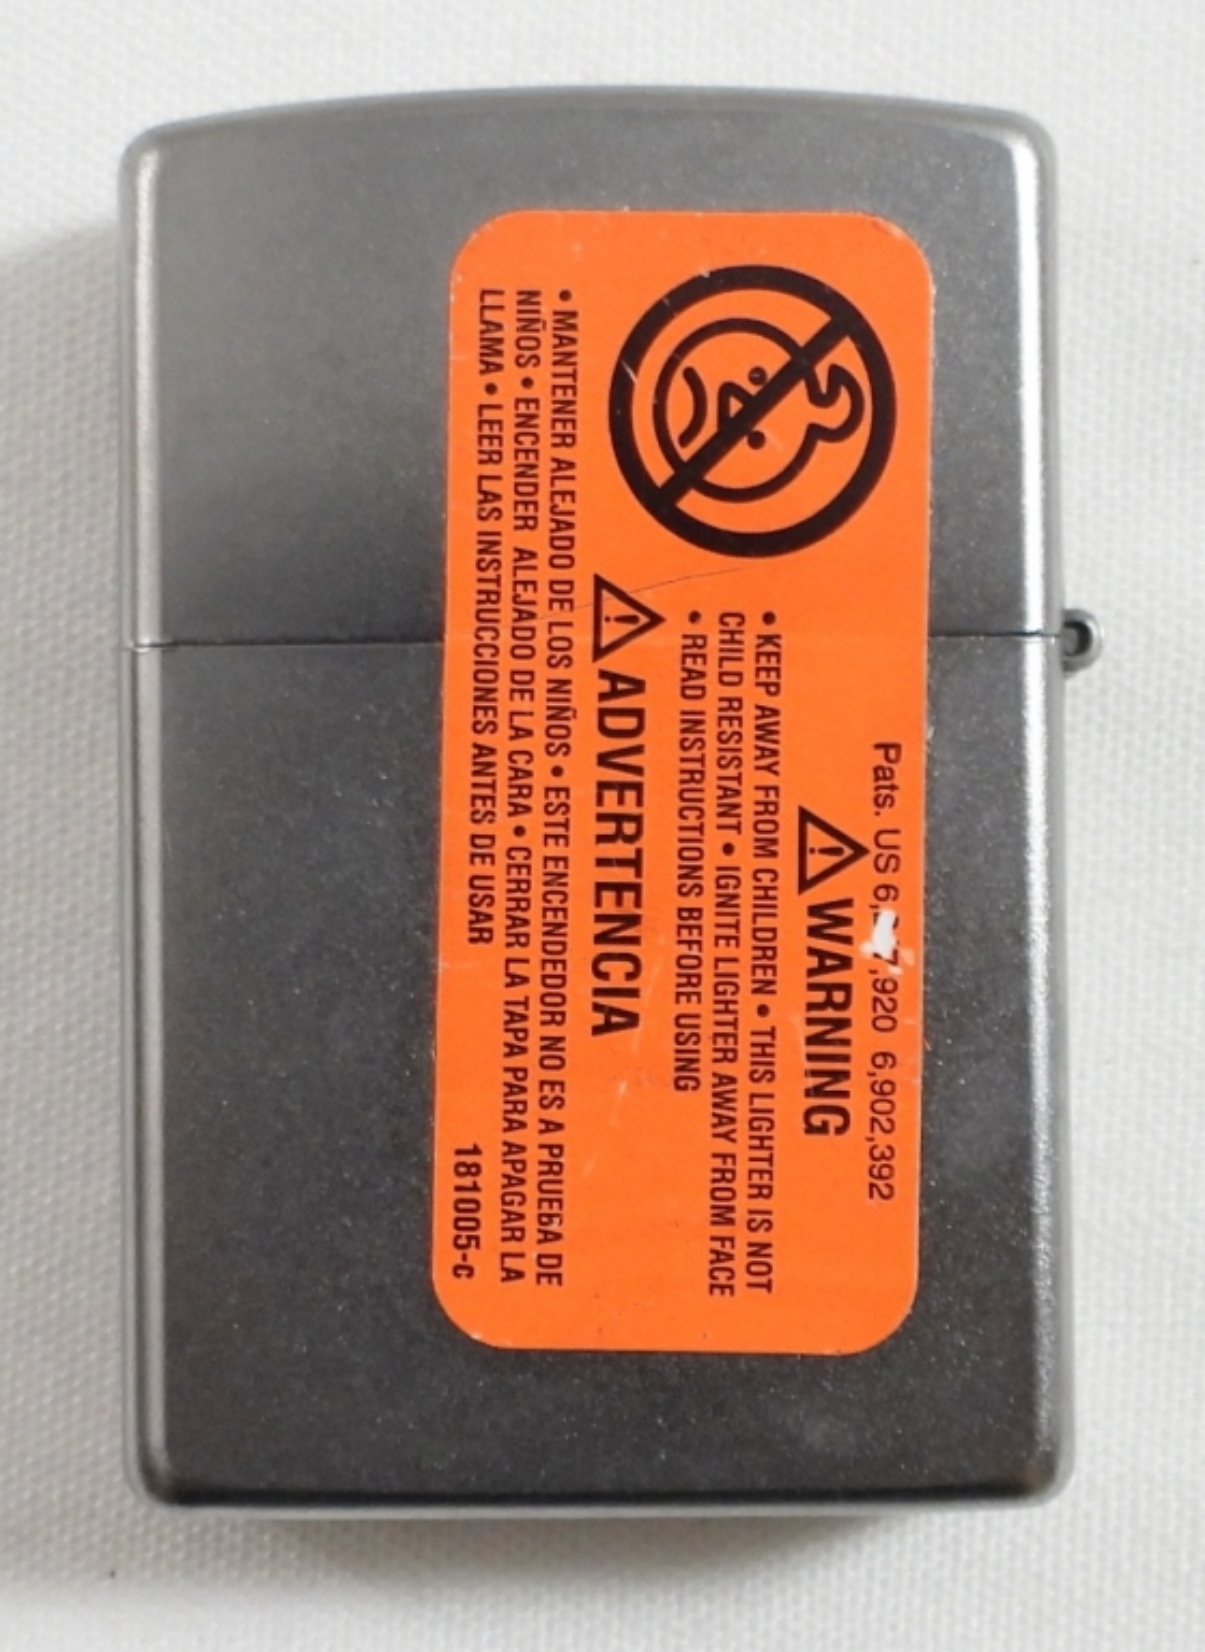 Pats. US 6, 7,920 6,902,392
WARNING
• KEEP AWAY FROM CHILDREN • THIS LIGHTER IS NOT
CHILD RESISTANT • IGNITE LIGHTER AWAY FROM FACE
• READ INSTRUCTIONS BEFORE USING
ADVERTENCIA
• MANTENER ALEJADO DE LOS NIÑOS • ESTE ENCENDEDOR NO ES A PRUEBA DE
NIÑOS • ENCENDER ALEJADO DE LA CARA • CERRAR LA TAPA PARA APAGAR LA
LLAMA • LEER LAS INSTRUCCIONES ANTES DE USAR
181005-c